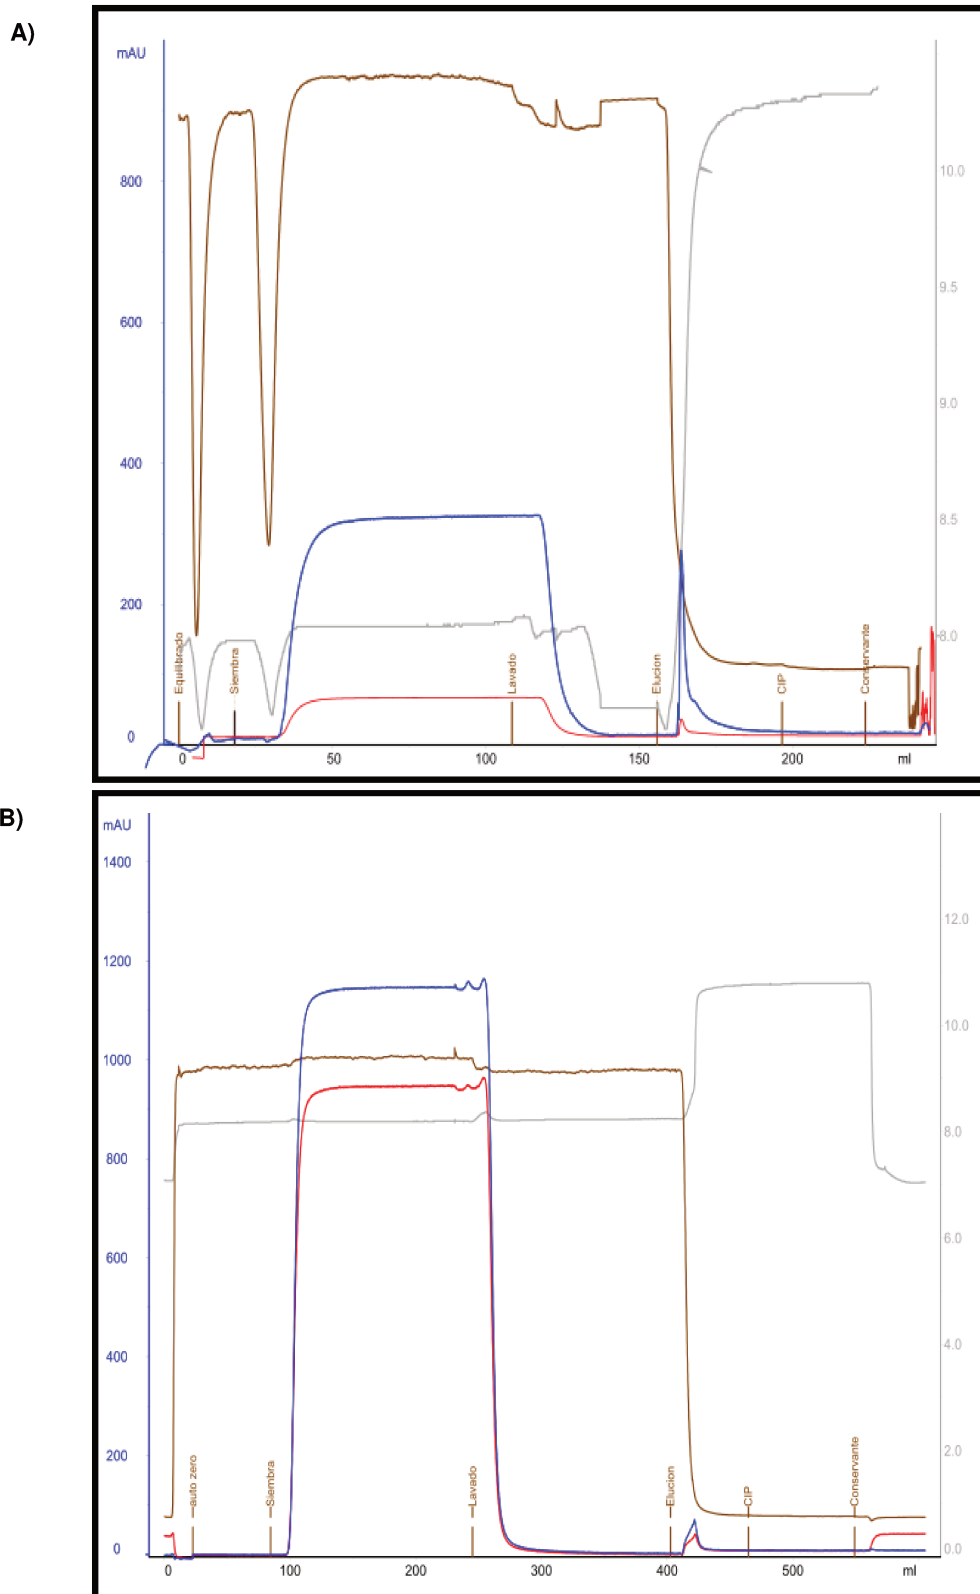 A)
mAU
800
600
400
200
0
10.0
9.5
9.0
8.5
8.0
Equilibrado
Siembra
Lavado
Elucion
CIP
Conservante
0 50 100 150 200 ml
B)
mAU
1400
1200
1000
800
600
400
200
0
12.0
10.0
8.0
6.0
4.0
2.0
0.0
auto zero
Siembra
Lavado
Elucion
CIP
Conservante
0 100 200 300 400 500 ml